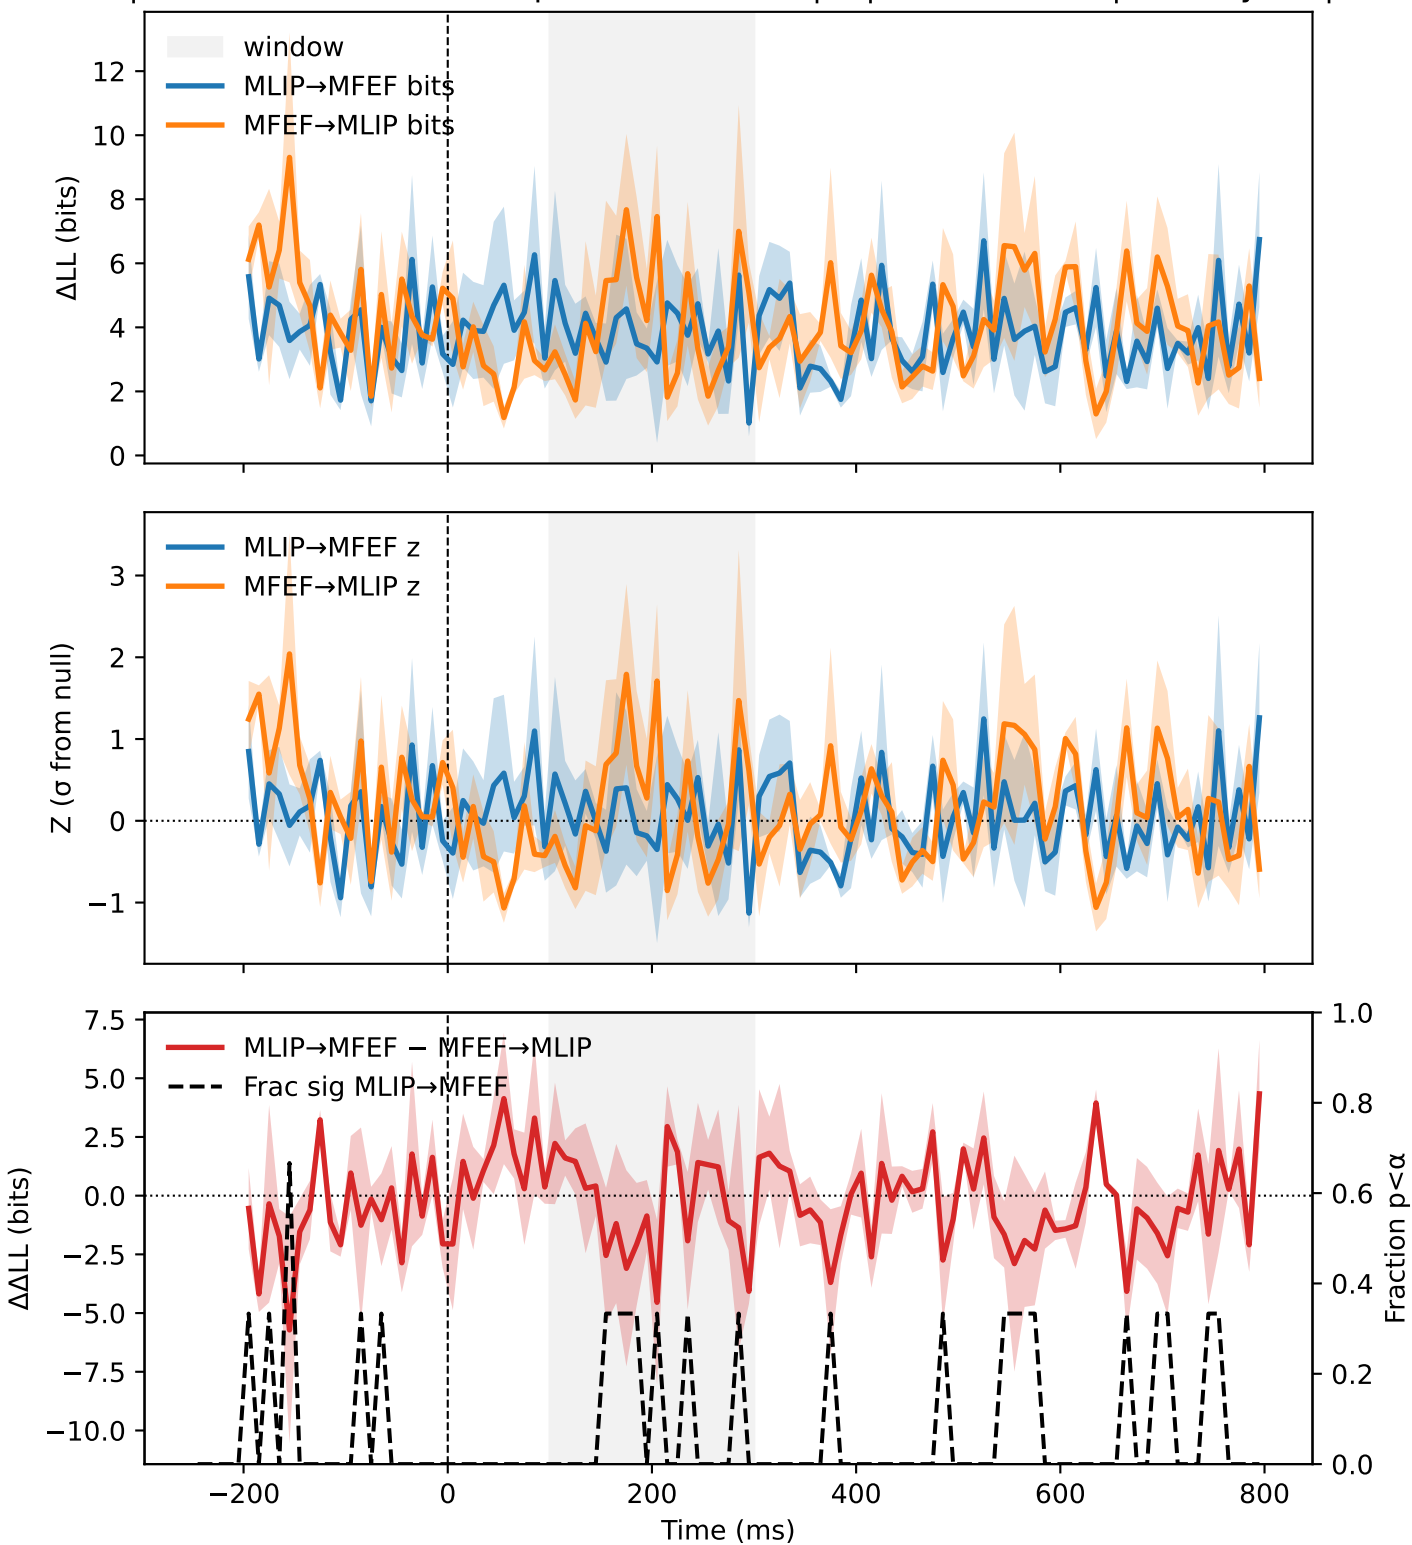 window
MLIP→MFEF bits
MFEF→MLIP bits
12
10
8
6
4
2
0
ΔLL (bits)
MLIP→MFEF z
MFEF→MLIP z
3
2
1
0
−1
Z (σ from null)
MLIP→MFEF − MFEF→MLIP
Frac sig MLIP→MFEF
7.5
5.0
2.5
0.0
−2.5
−5.0
−7.5
−10.0
ΔΔLL (bits)
1.0
0.8
0.6
0.4
0.2
0.0
Fraction p<α
−200
0
200
400
600
800
Time (ms)